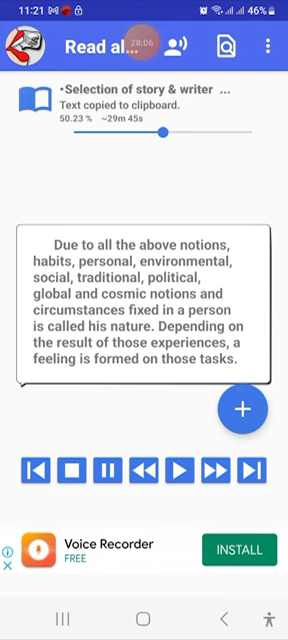 11:21
46%
Read al...
28:06
•Selection of story & writer ...
Text copied to clipboard.
50.23 % ~29m 45s
Due to all the above notions,
habits, personal, environmental,
social, traditional, political,
global and cosmic notions and
circumstances fixed in a person
is called his nature. Depending on
the result of those experiences, a
feeling is formed on those tasks.
+
Voice Recorder
FREE
INSTALL